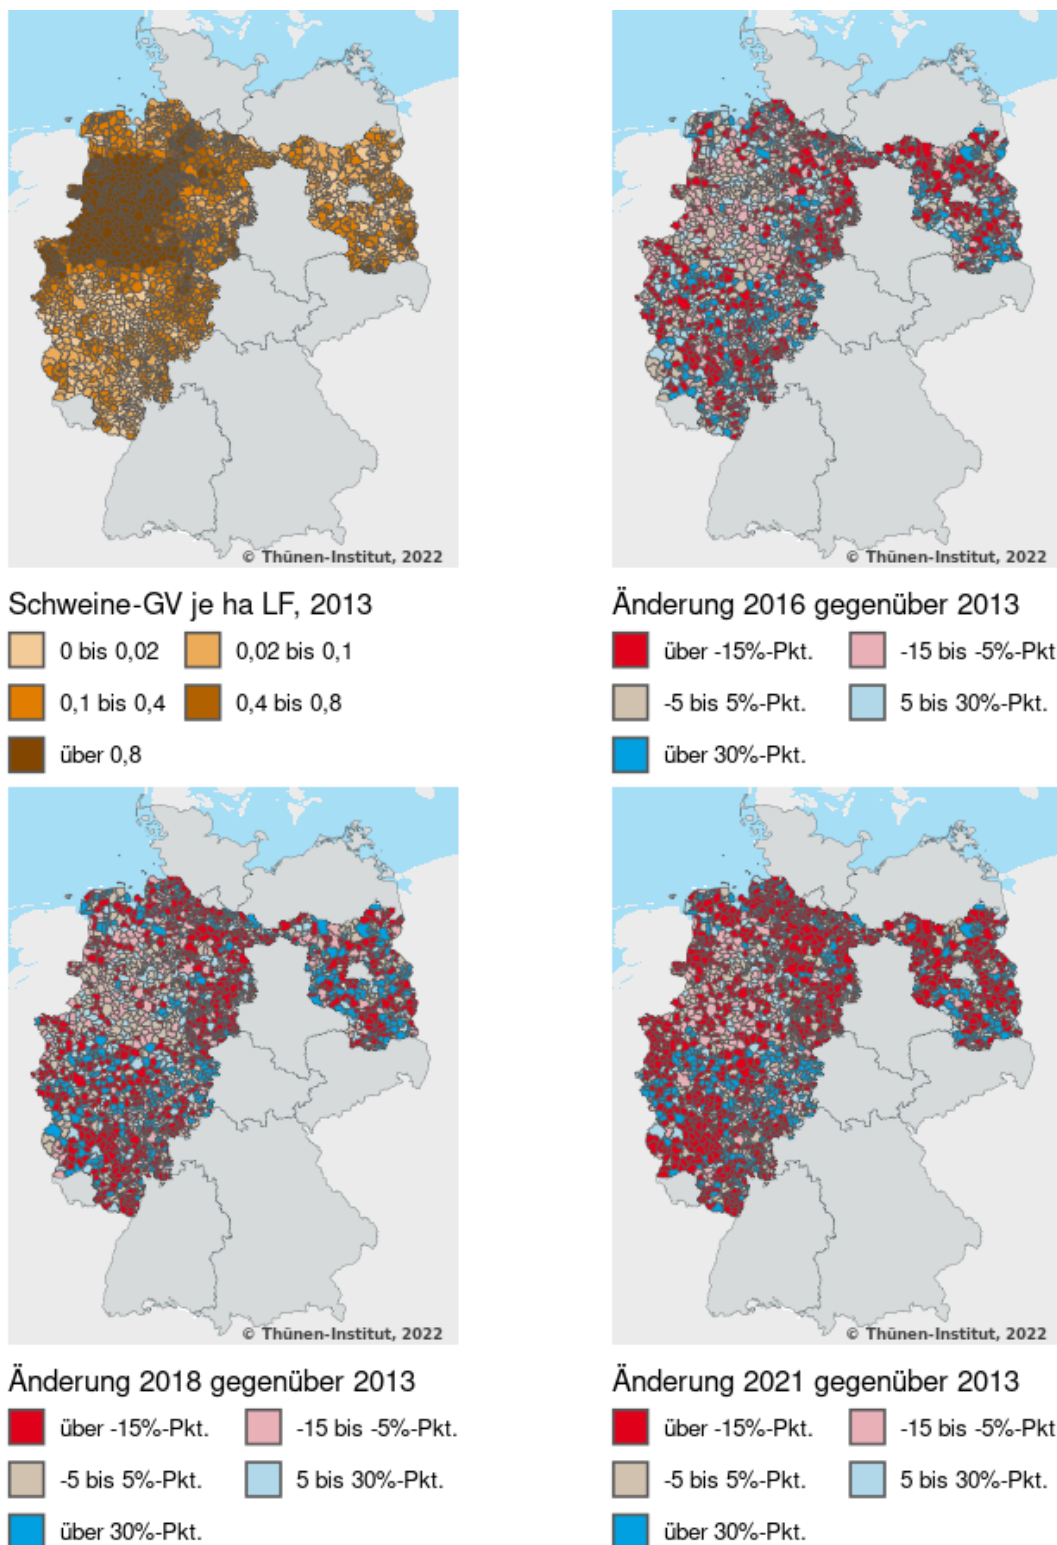 © Thünen-Institut, 2022
© Thünen-Institut, 2022
Schweine-GV je ha LF, 2013
0 bis 0,02
0,02 bis 0,1
0,1 bis 0,4
0,4 bis 0,8
über 0,8
Änderung 2016 gegenüber 2013
über -15%-Pkt.
-15 bis -5%-Pkt
-5 bis 5%-Pkt.
5 bis 30%-Pkt.
über 30%-Pkt.
© Thünen-Institut, 2022
© Thünen-Institut, 2022
Änderung 2018 gegenüber 2013
über -15%-Pkt.
-15 bis -5%-Pkt.
-5 bis 5%-Pkt.
5 bis 30%-Pkt.
über 30%-Pkt.
Änderung 2021 gegenüber 2013
über -15%-Pkt.
-15 bis -5%-Pkt
-5 bis 5%-Pkt.
5 bis 30%-Pkt.
über 30%-Pkt.